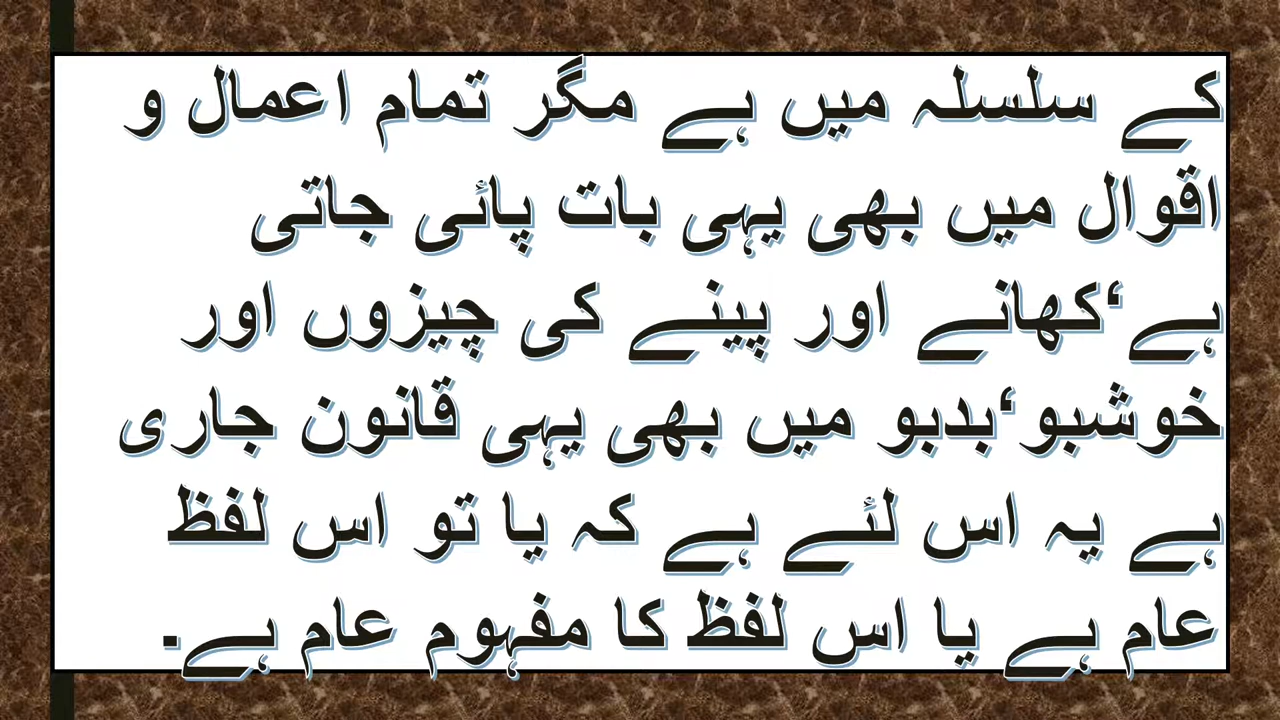 کے سلسلہ میں ہے مگر تمام اعمال و
اقوال میں بھی یہی بات پائی جاتی
ہے‘کھانے اور پینے کی چیزوں اور
خوشبو‘بدبو میں بھی یہی قانون جاری
ہے یہ اس لئے ہے کہ یا تو اس لفظ
عام ہے یا اس لفظ کا مفہوم عام ہے.